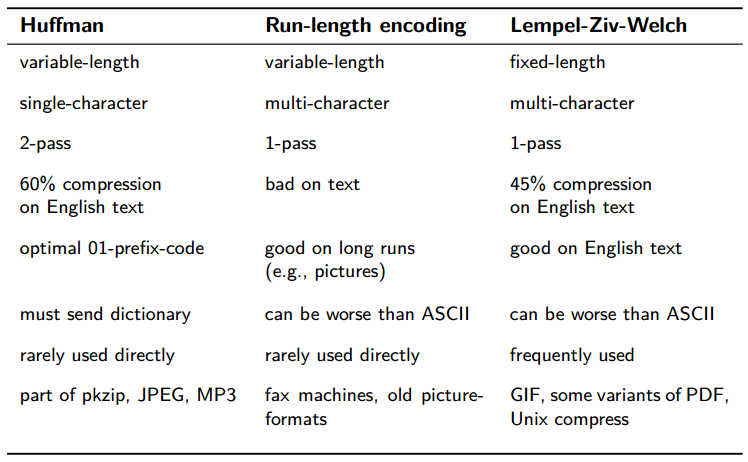 Huffman Run-length encoding Lempel-Ziv-Welch
variable-length variable-length fixed-length
single-character multi-character multi-character
2-pass 1-pass 1-pass
60% compression bad on text 45% compression
on English text on English text
optimal 01-prefix-code good on long runs good on English text
(e.g., pictures)
must send dictionary can be worse than ASCII can be worse than ASCII
rarely used directly rarely used directly frequently used
part of pkzip, JPEG, MP3 fax machines, old picture- GIF, some variants of PDF,
formats Unix compress